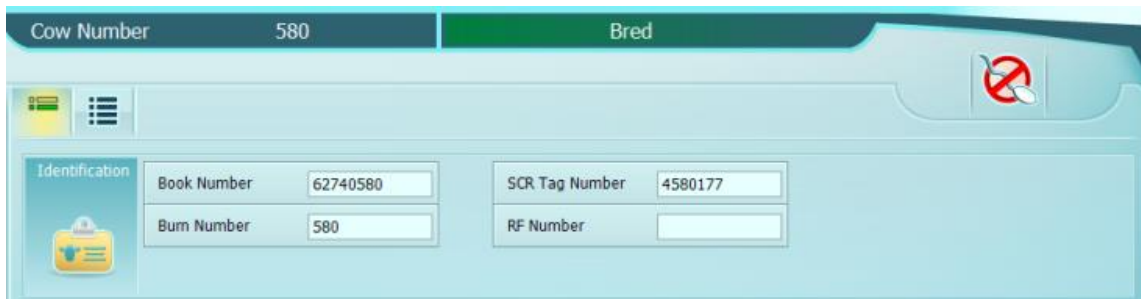 Cow Number 580 Bred
Identification
Book Number 62740580 SCR Tag Number 4580177
Burn Number 580 RF Number